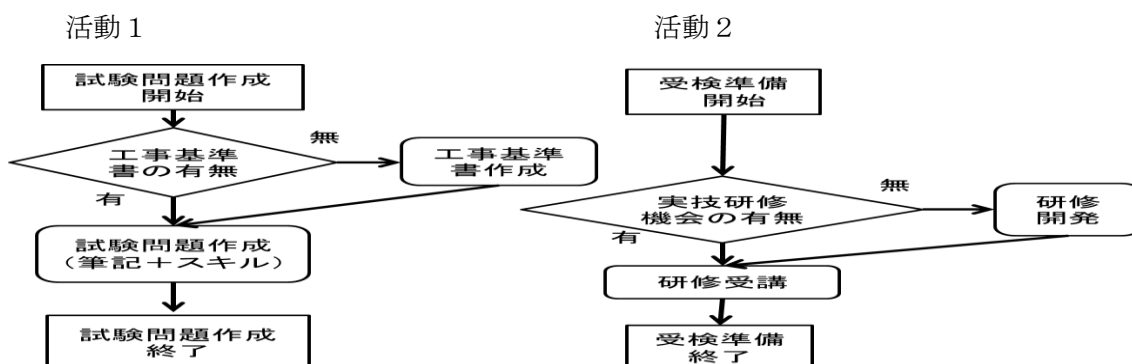 活動１
試験問題作成
開始
工事基準
書の有無
無
有
工事基準
書作成
試験問題作成
(筆記＋スキル)
試験問題作成
終了
活動２
受検準備
開始
実技研修
機会の有無
無
有
研修
開発
研修受講
受検準備
終了